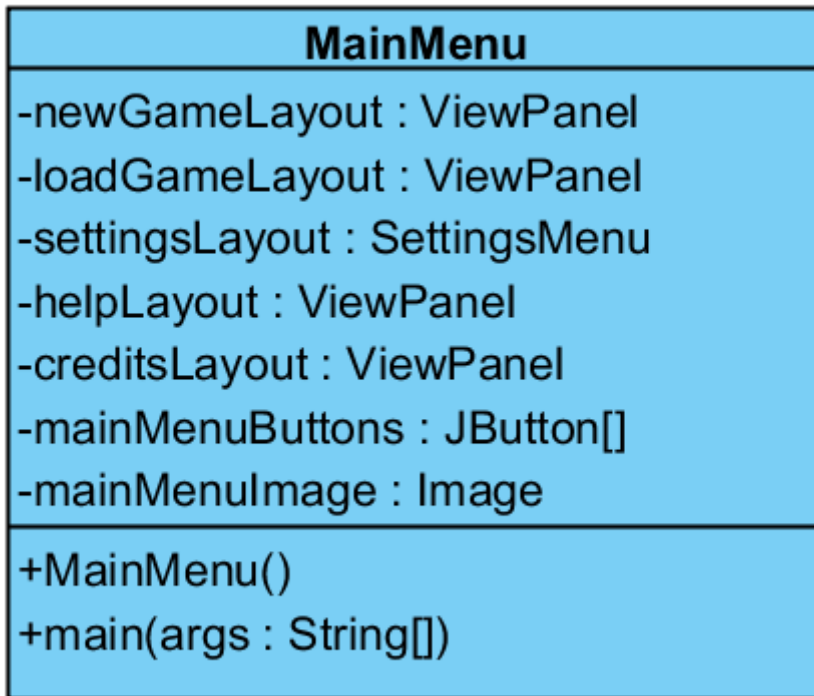 MainMenu
-newGameLayout : ViewPanel
-loadGameLayout : ViewPanel
-settingsLayout : SettingsMenu
-helpLayout : ViewPanel
-creditsLayout : ViewPanel
-mainMenuButtons : JButton[]
-mainMenuImage : Image
+MainMenu()
+main(args : String[])